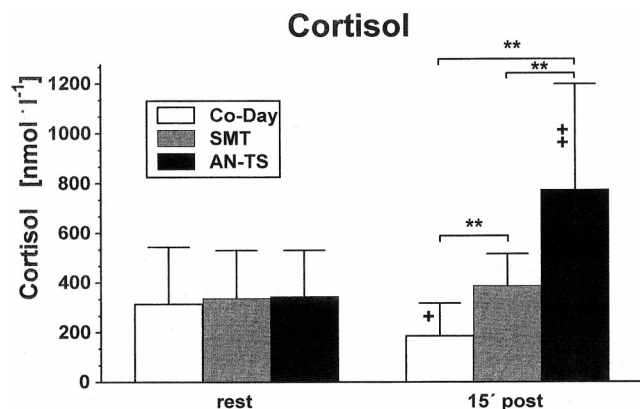 Cortisol
**
**
1200
Co-Day
SMT
AN-TS
1000
800
600
400
200
0
Cortisol [nmol · l⁻¹]
**
+
‡
rest
15´ post